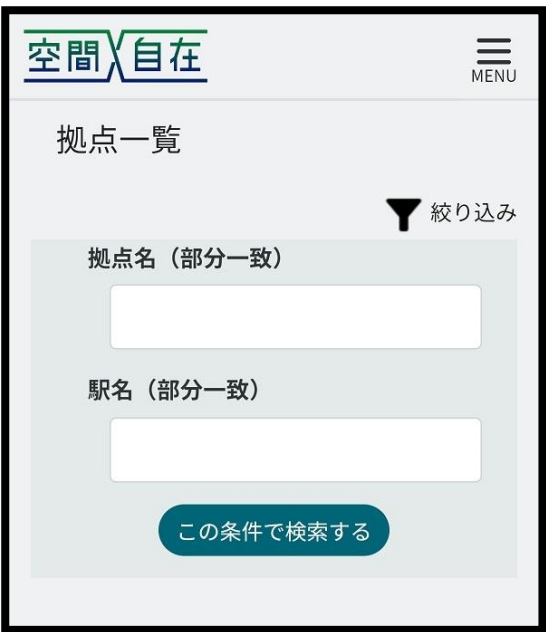 空間自在
MENU
拠点一覧
絞り込み
拠点名（部分一致）
駅名（部分一致）
この条件で検索する